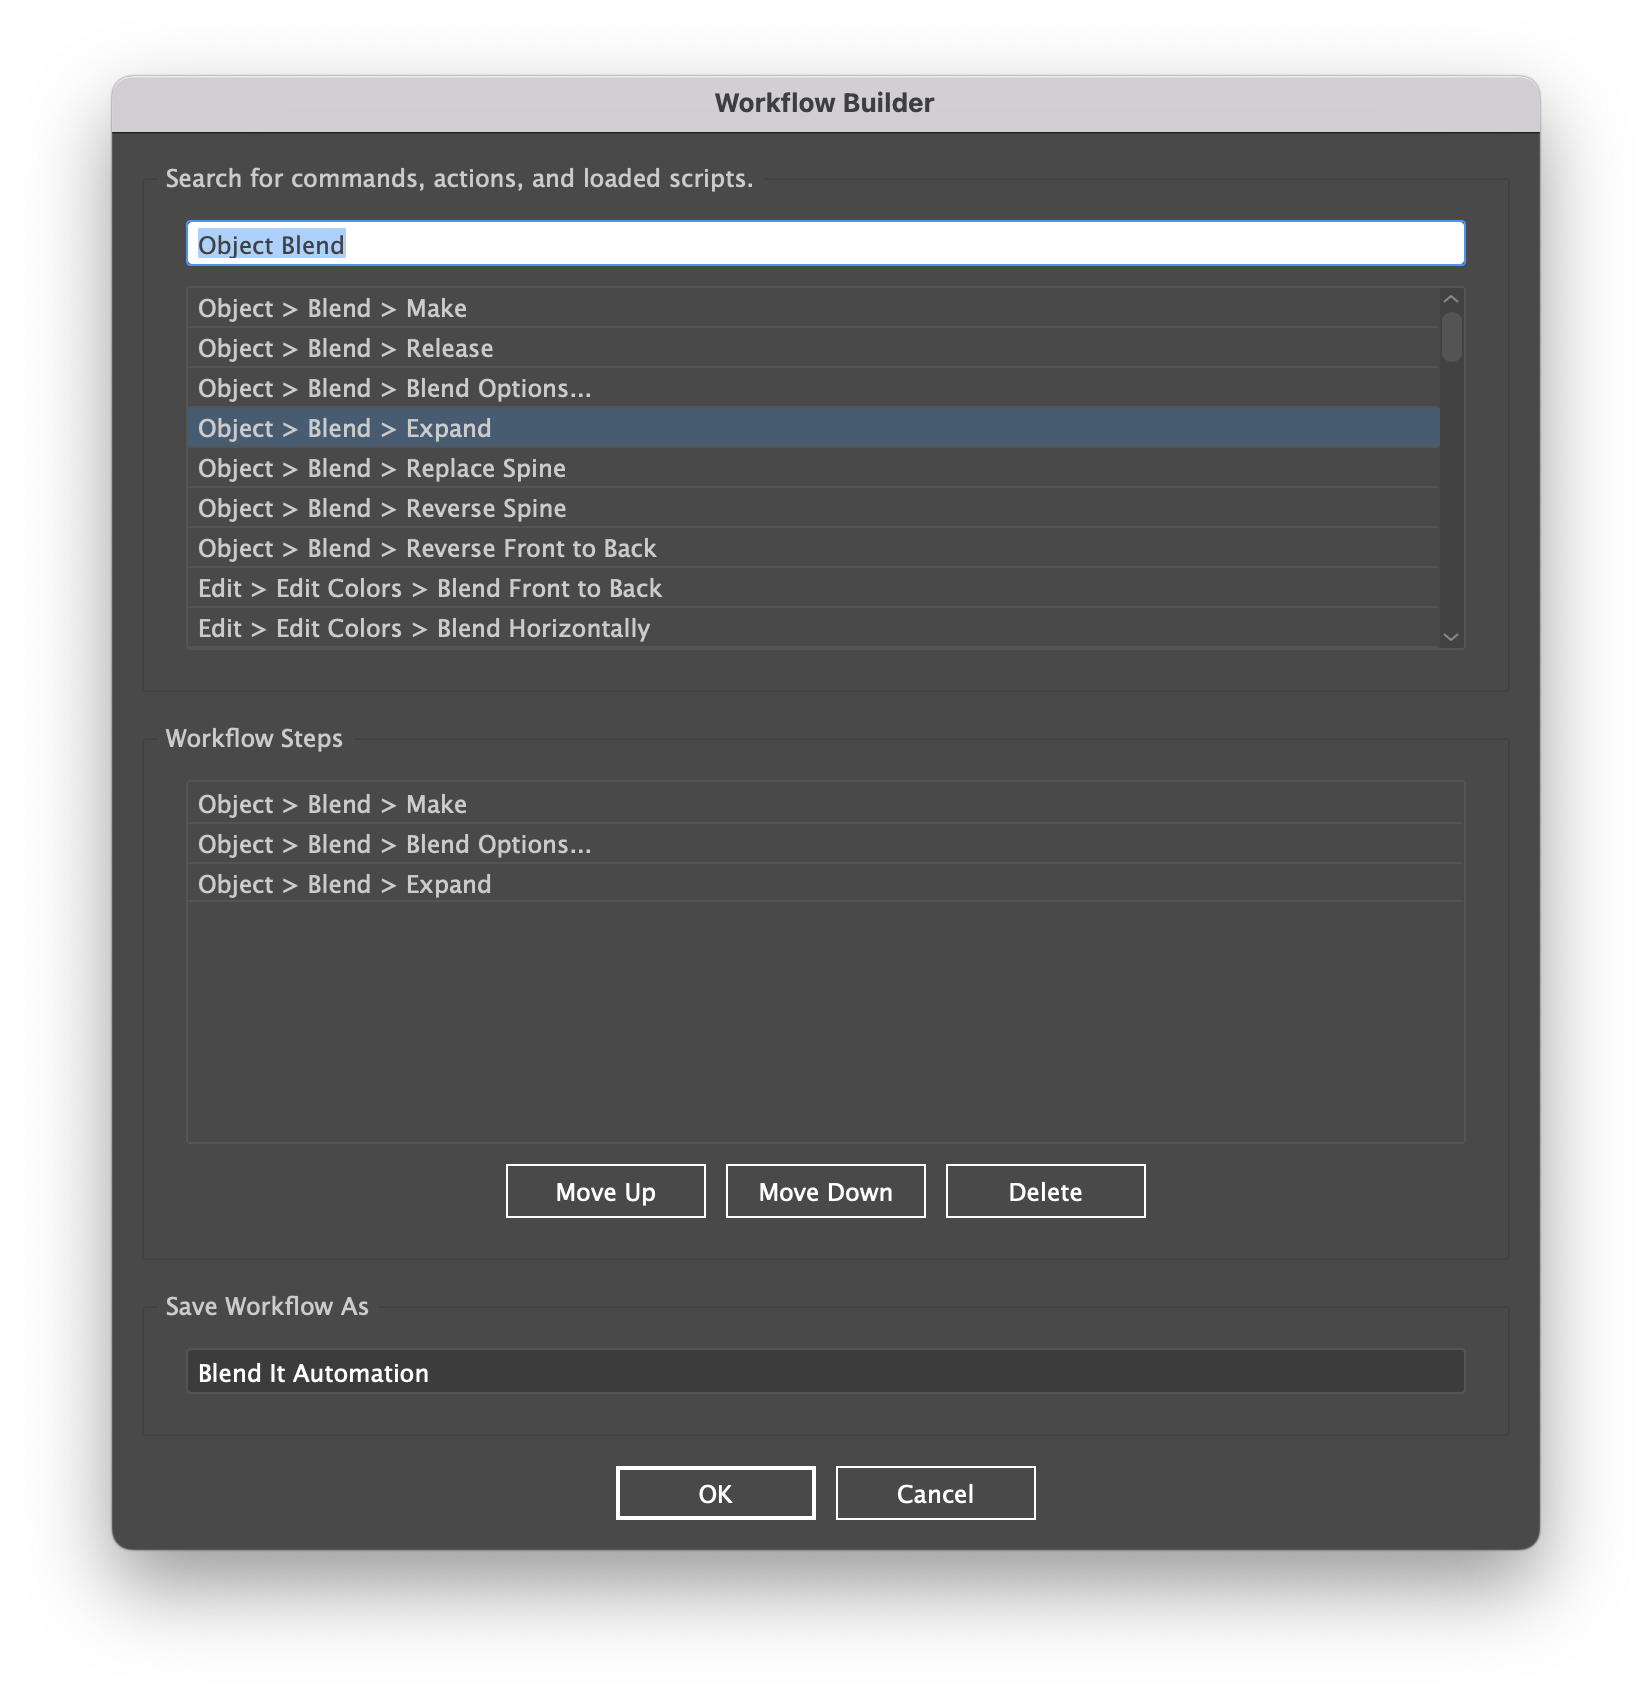 Workflow Builder
Search for commands, actions, and loaded scripts.
Object Blend
Object > Blend > Make
Object > Blend > Release
Object > Blend > Blend Options...
Object > Blend > Expand
Object > Blend > Replace Spine
Object > Blend > Reverse Spine
Object > Blend > Reverse Front to Back
Edit > Edit Colors > Blend Front to Back
Edit > Edit Colors > Blend Horizontally
Workflow Steps
Object > Blend > Make
Object > Blend > Blend Options...
Object > Blend > Expand
Move Up Move Down Delete
Save Workflow As
Blend It Automation
OK Cancel